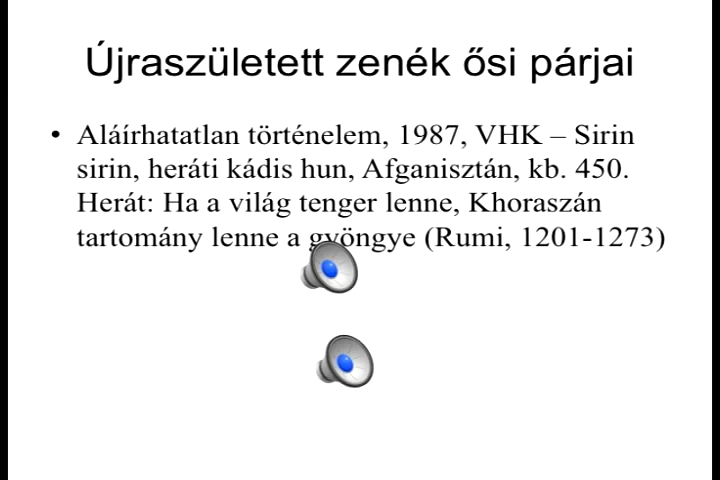 Újraszületett zenék ősi párjai
• Aláírhatatlan történelem, 1987, VHK – Sirin
sirin, heráti kádis hun, Afganisztán, kb. 450.
Herát: Ha a világ tenger lenne, Khoraszán
tartomány lenne a gyöngye (Rumi, 1201-1273)